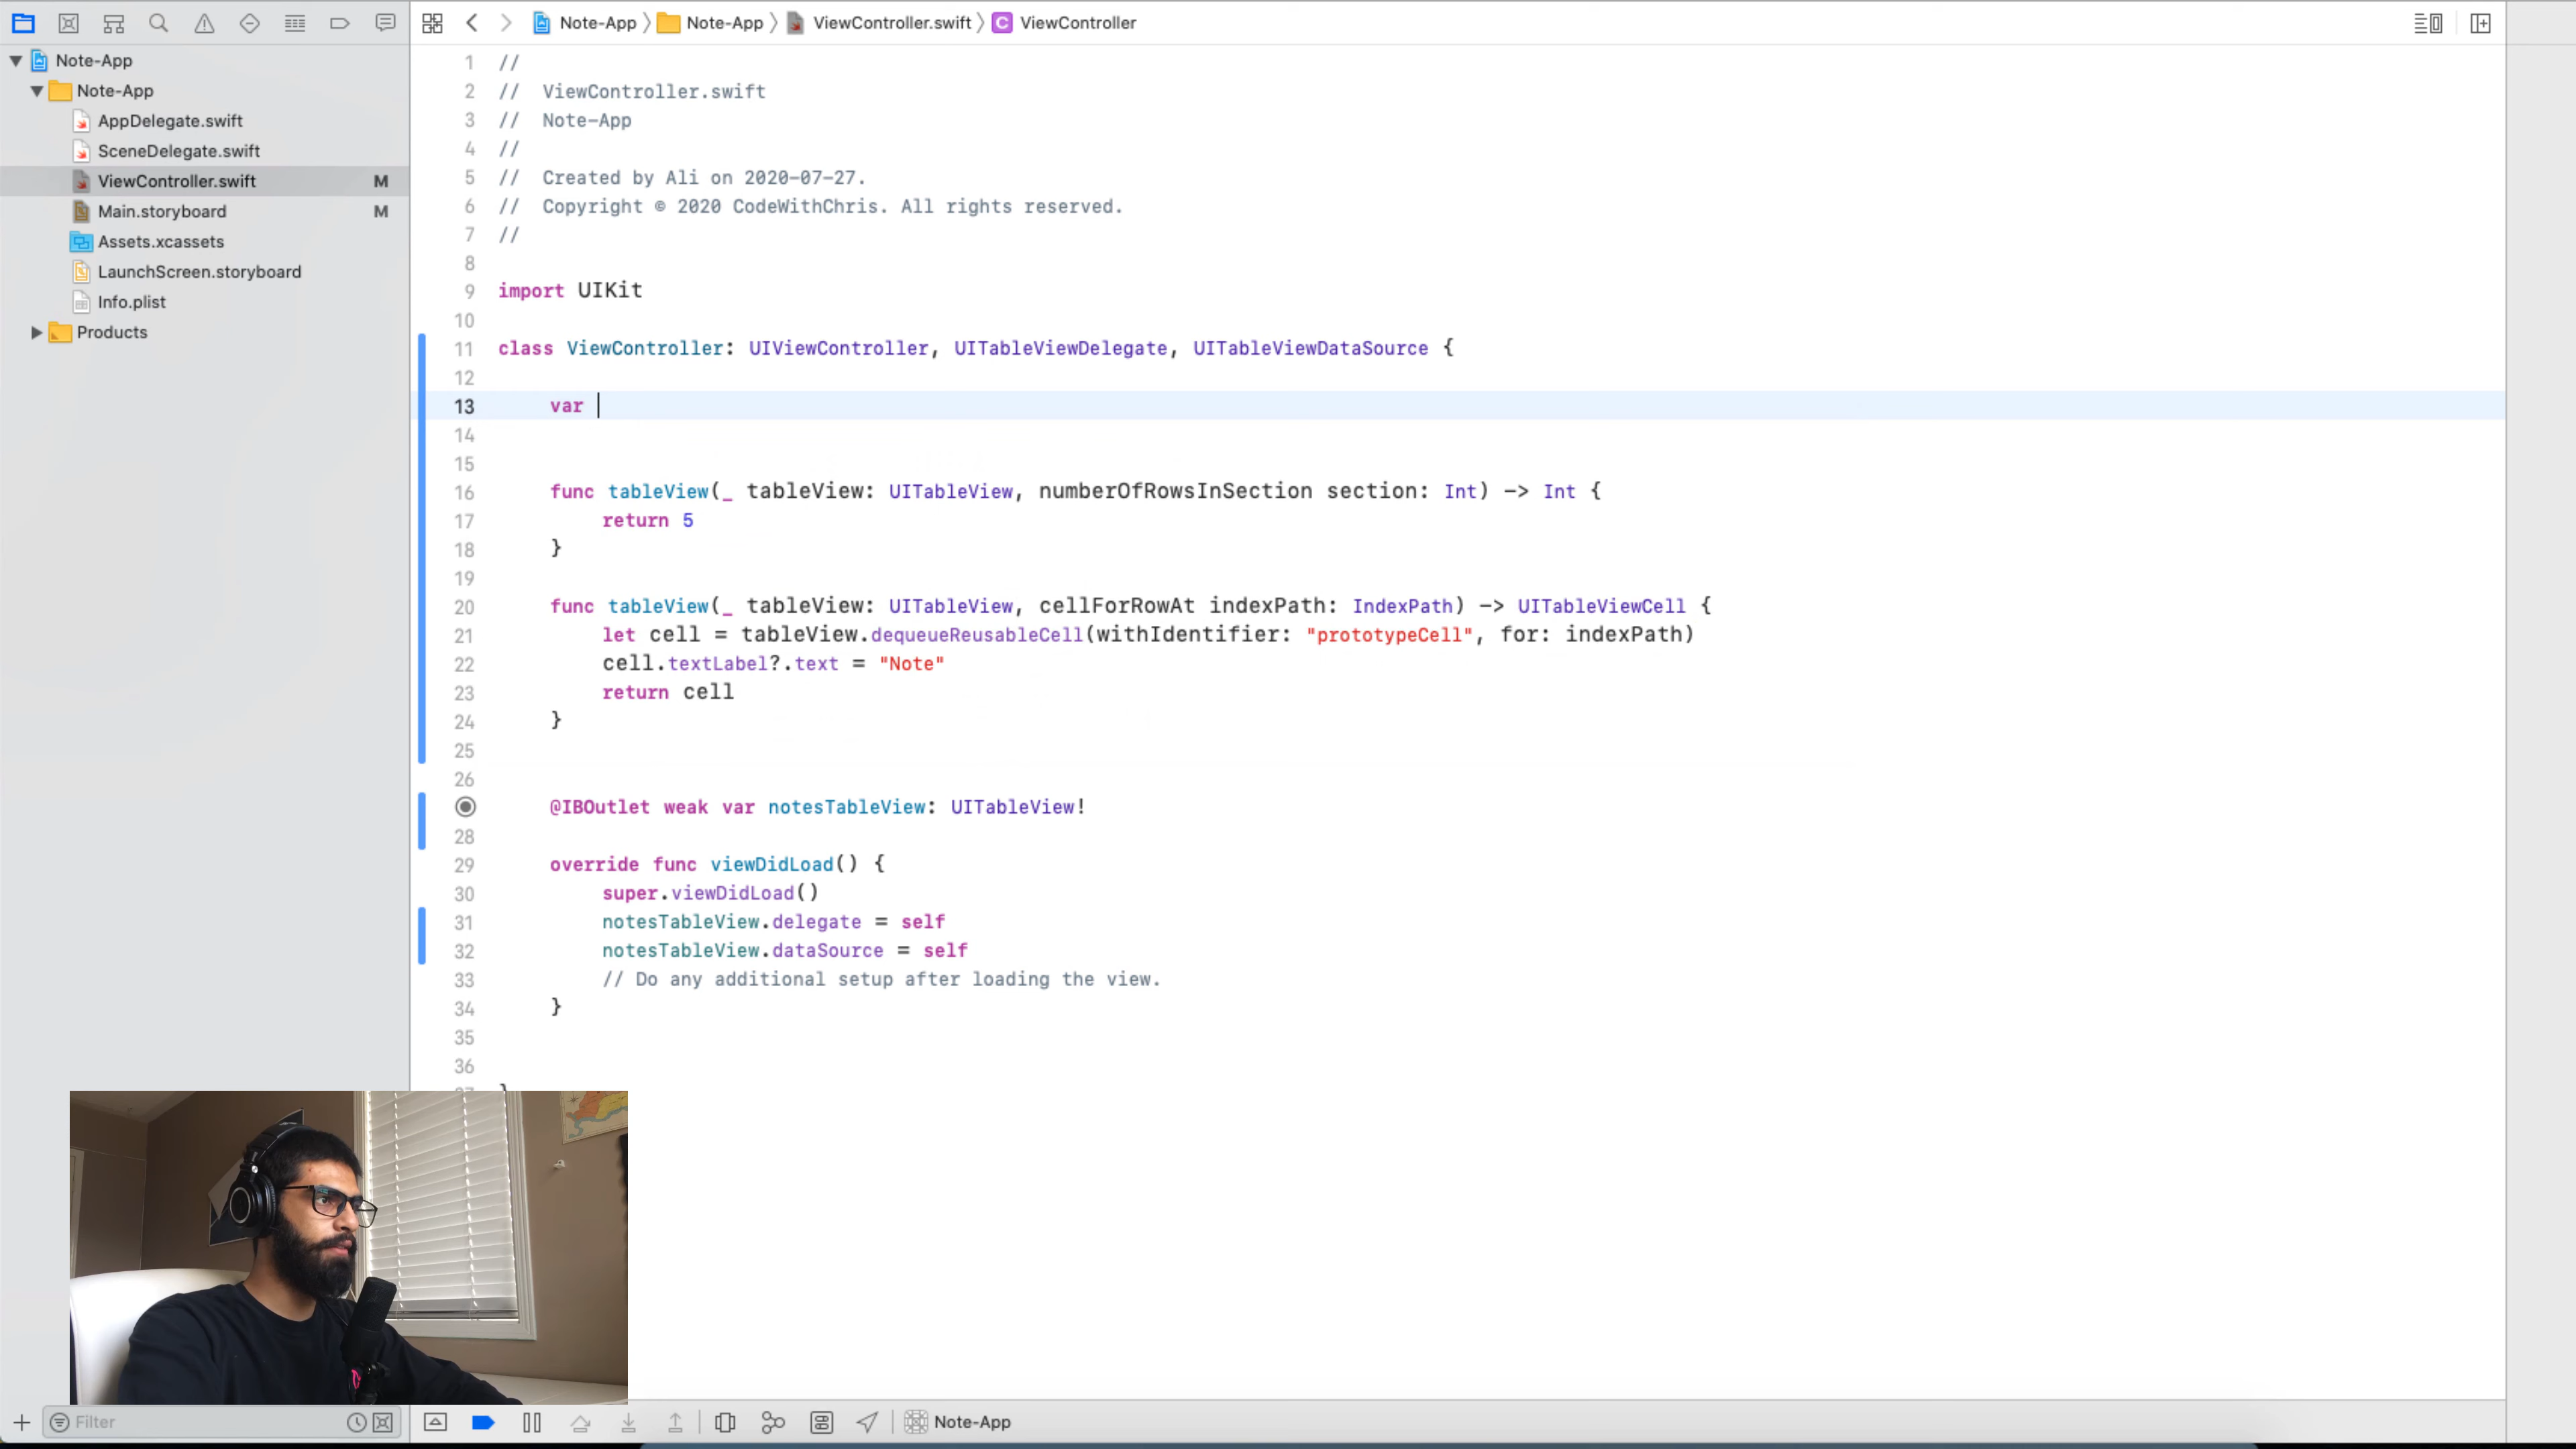 Note-App
Note-App
AppDelegate.swift
SceneDelegate.swift
ViewController.swift M
Main.storyboard M
Assets.xcassets
LaunchScreen.storyboard
Info.plist
Products
Filter
Note-App Note-App ViewController.swift C ViewController
1 //
2 // ViewController.swift
3 // Note-App
4 //
5 // Created by Ali on 2020-07-27.
6 // Copyright © 2020 CodeWithChris. All rights reserved.
7 //
8
9 import UIKit
10
11 class ViewController: UIViewController, UITableViewDelegate, UITableViewDataSource {
12
13 var
14
15
16 func tableView(_ tableView: UITableView, numberOfRowsInSection section: Int) -> Int {
17 return 5
18 }
19
20 func tableView(_ tableView: UITableView, cellForRowAt indexPath: IndexPath) -> UITableViewCell {
21 let cell = tableView.dequeueReusableCell(withIdentifier: "prototypeCell", for: indexPath)
22 cell.textLabel?.text = "Note"
23 return cell
24 }
25
26
@IBOutlet weak var notesTableView: UITableView!
28
29 override func viewDidLoad() {
30 super.viewDidLoad()
31 notesTableView.delegate = self
32 notesTableView.dataSource = self
33 // Do any additional setup after loading the view.
34 }
35
36
Note-App